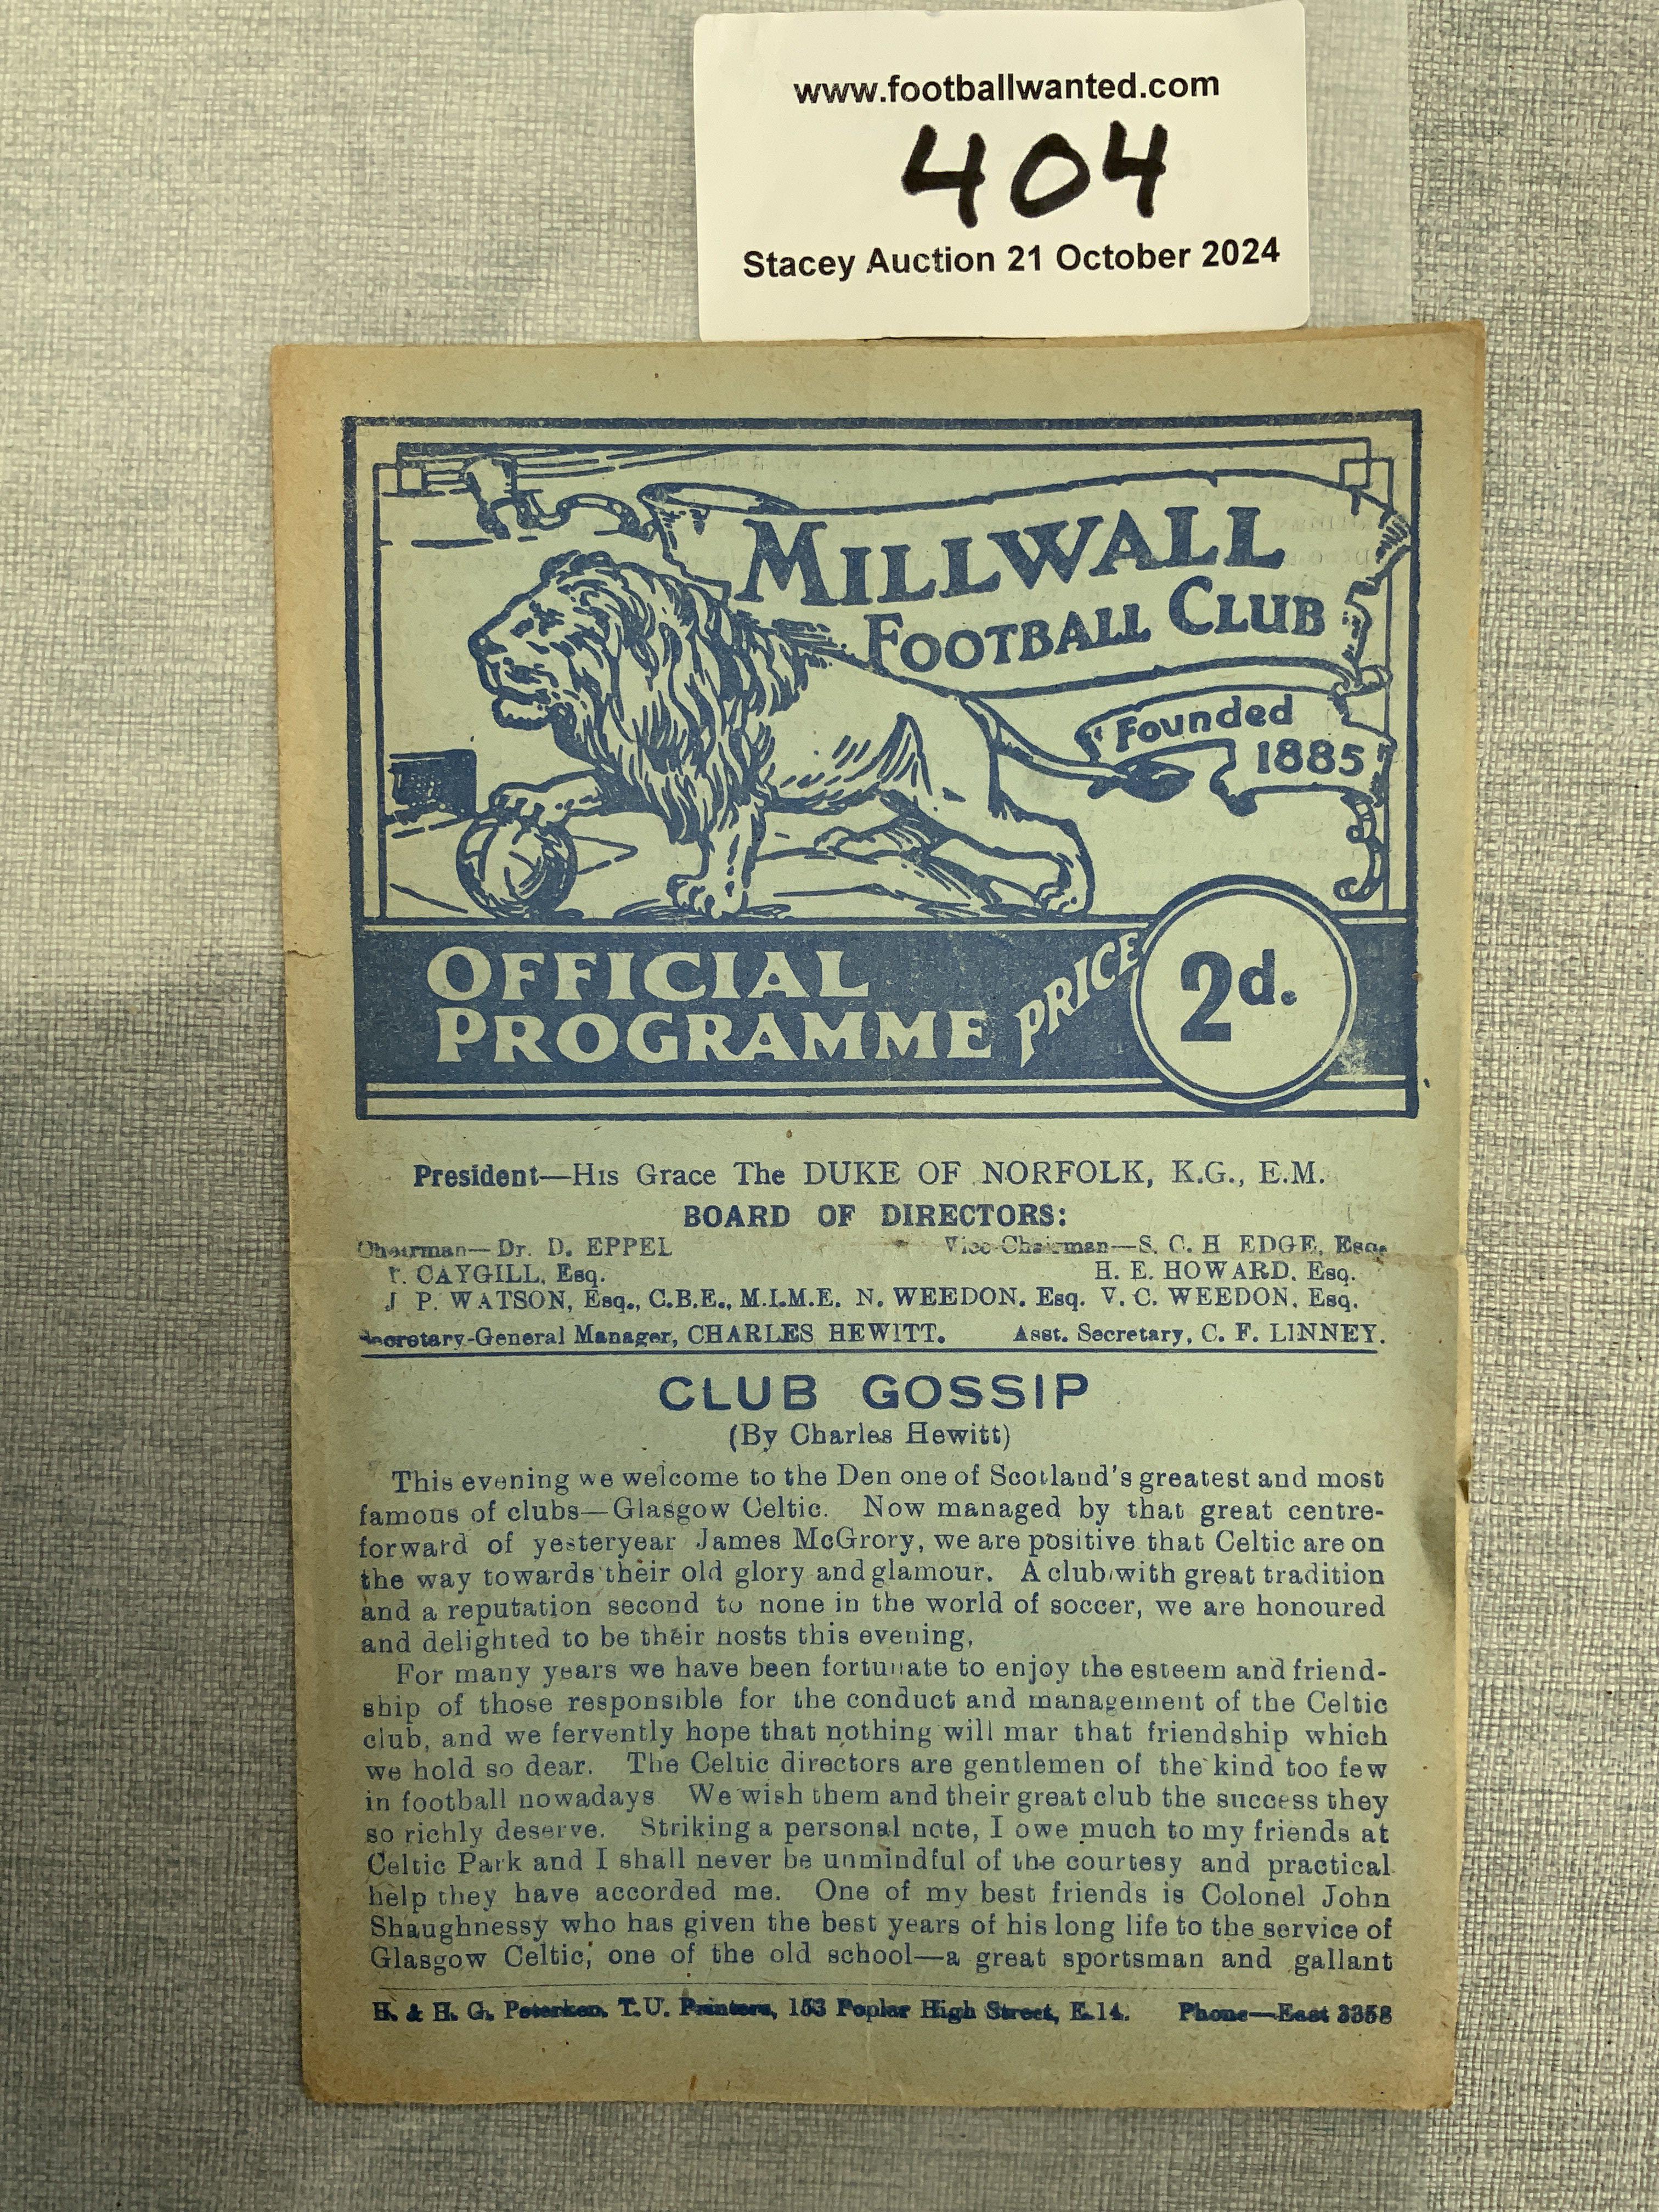 www.footballwanted.com
404
Stacey Auction 21 October 2024
MILLWALL
FOOTBALL CLUB
Founded
1885
OFFICIAL
PROGRAMME
PRICE
2d.
President—His Grace The DUKE OF NORFOLK, K.G., E.M.
BOARD OF DIRECTORS:
Chairman—Dr. D. EPPEL Vice-Chairman—S. C. H EDGE, Esq.
CAYGILL, Esq. H. E. HOWARD, Esq.
J P. WATSON, Esq., C.B.E., M.I.M.E. N. WEEDON, Esq. V. C. WEEDON, Esq.
Secretary-General Manager, CHARLES HEWITT. Asst. Secretary, C. F. LINNEY.
CLUB GOSSIP
(By Charles Hewitt)
This evening we welcome to the Den one of Scotland's greatest and most
famous of clubs—Glasgow Celtic. Now managed by that great centre-
forward of yesteryear James McGrory, we are positive that Celtic are on
the way towards their old glory and glamour. A club with great tradition
and a reputation second to none in the world of soccer, we are honoured
and delighted to be their hosts this evening.
For many years we have been fortunate to enjoy the esteem and friend-
ship of those responsible for the conduct and management of the Celtic
club, and we fervently hope that nothing will mar that friendship which
we hold so dear. The Celtic directors are gentlemen of the kind too few
in football nowadays We wish them and their great club the success they
so richly deserve. Striking a personal note, I owe much to my friends at
Celtic Park and I shall never be unmindful of the courtesy and practical
help they have accorded me. One of my best friends is Colonel John
Shaughnessy who has given the best years of his long life to the service of
Glasgow Celtic, one of the old school—a great sportsman and gallant
H. & H. G. Peterken, T.U. Printers, 153 Poplar High Street, E.14. Phone—East 3358